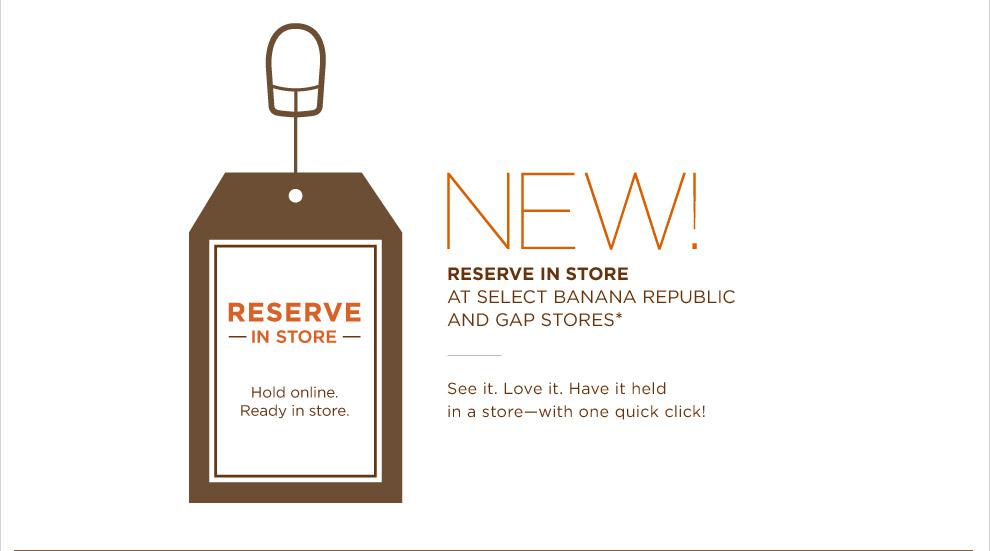 RESERVE
IN STORE
Hold online.
Ready in store.
NEW!
RESERVE IN STORE
AT SELECT BANANA REPUBLIC
AND GAP STORES*
See it. Love it. Have it held
in a store—with one quick click!